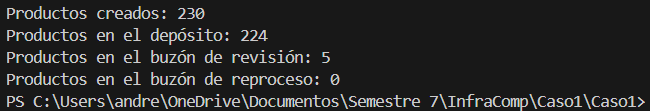 Productos creados: 230
Productos en el depósito: 224
Productos en el buzón de revisión: 5
Productos en el buzón de reproceso: 0
PS C:\Users\andre\OneDrive\Documentos\Semestre 7\InfraComp\Caso1\Caso1>